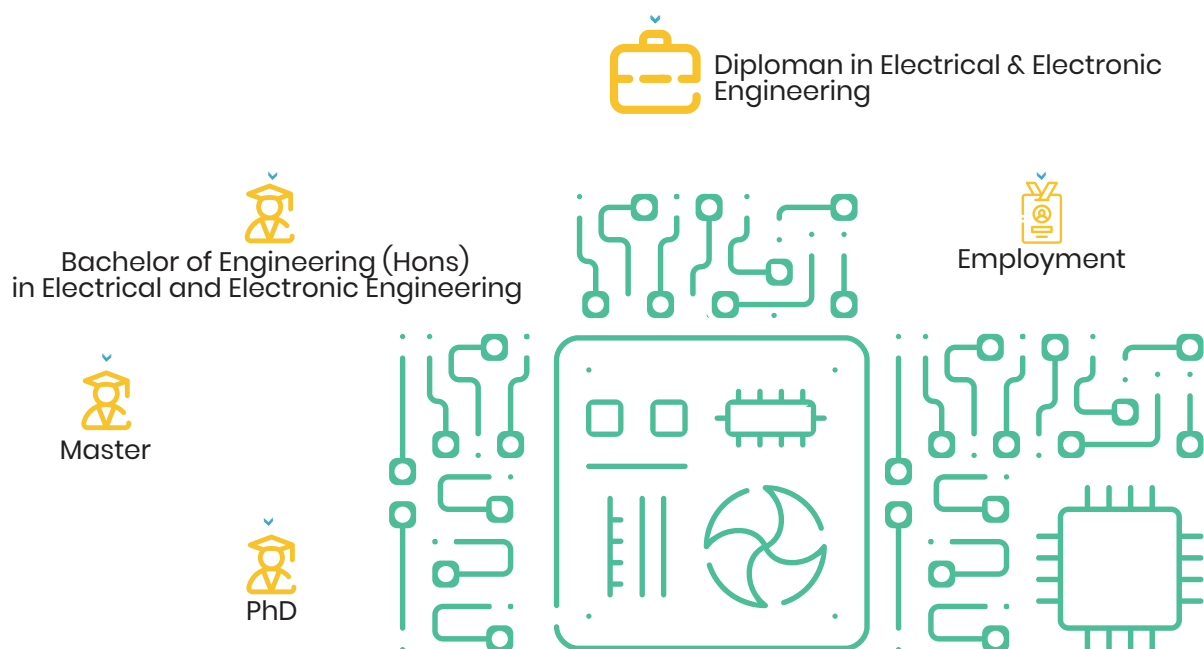 Diploman in Electrical & Electronic
Engineering
Bachelor of Engineering (Hons)
in Electrical and Electronic Engineering
Employment
Master
PhD